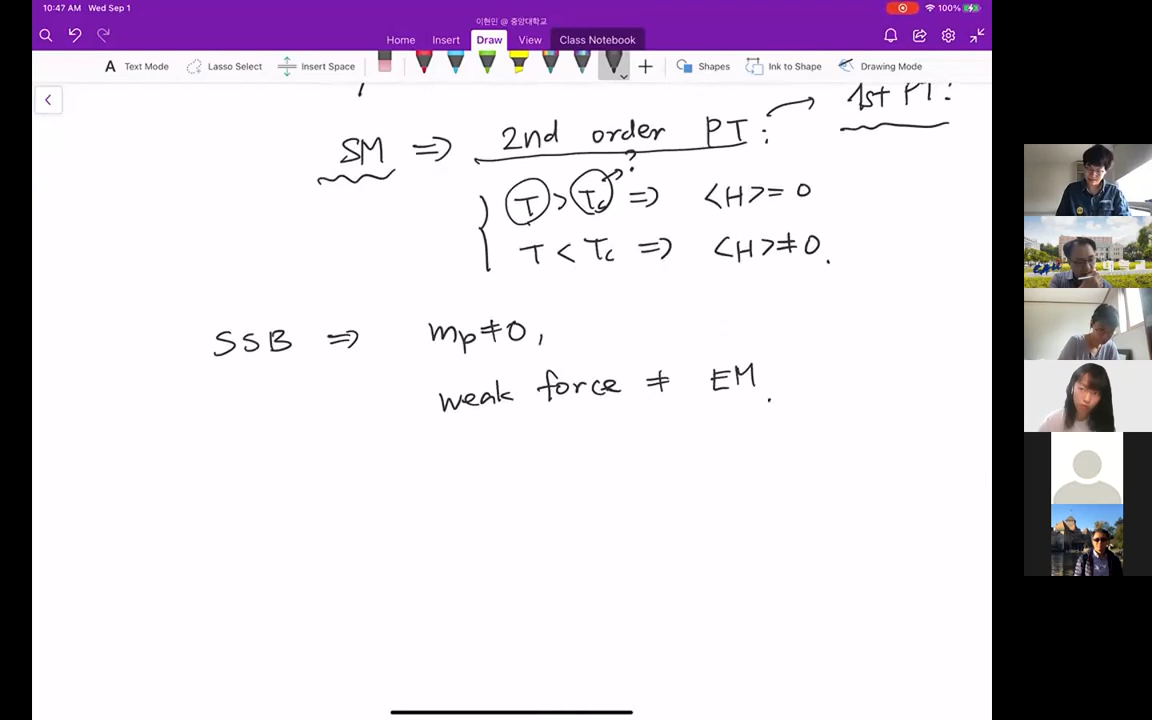 10:47 AM Wed Sep 1
100%
이현민 @ 중앙대학교
Home Insert Draw View Class Notebook
Text Mode Lasso Select Insert Space Shapes Ink to Shape Drawing Mode
1st PT:
SM ⇒ 2nd order PT:
?
T > Tc ⇒ <H> = 0
T < Tc ⇒ <H> ≠ 0.
SSB ⇒ mp ≠ 0,
weak force ≠ EM.